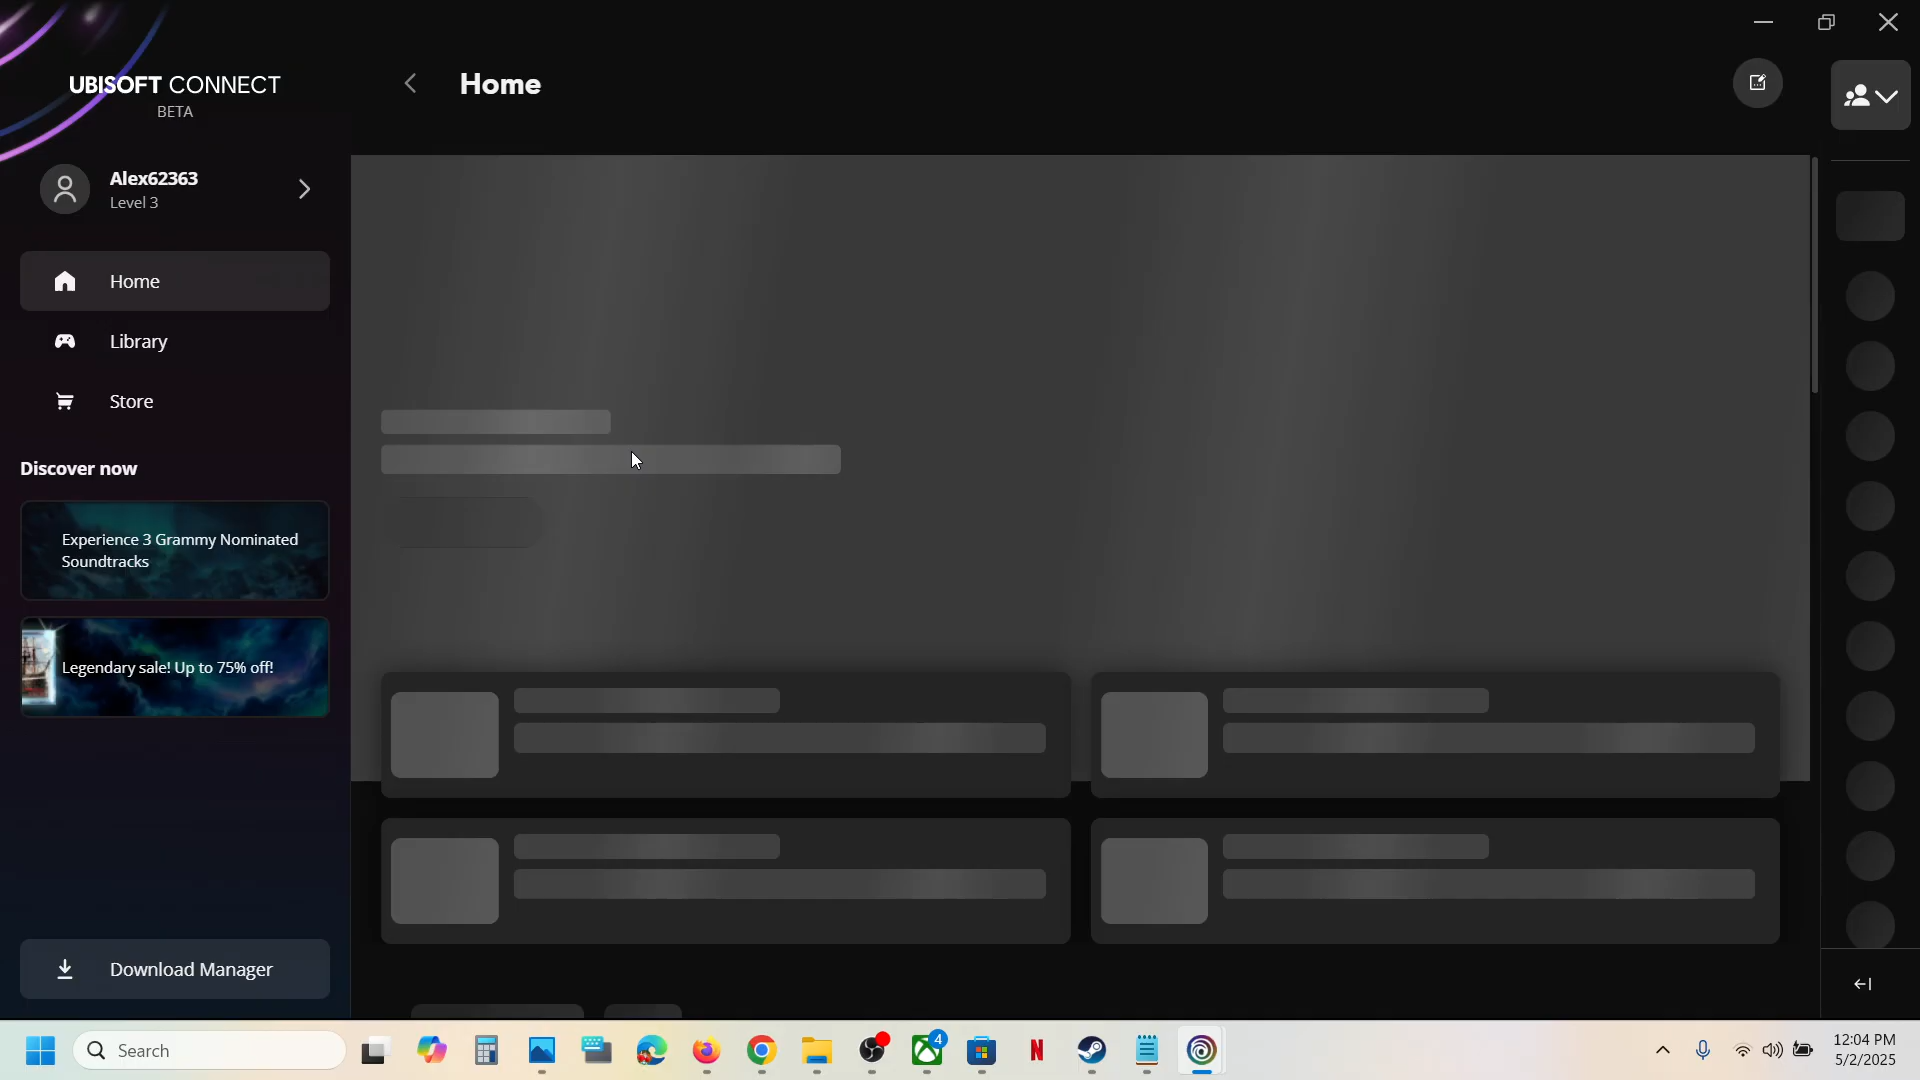 UBISOFT CONNECT
BETA
Home
Alex62363
Level 3
Home
Library
Store
Discover now
Experience 3 Grammy Nominated
Soundtracks
Legendary sale! Up to 75% off!
Download Manager
Search
4
N
12:04 PM
5/2/2025